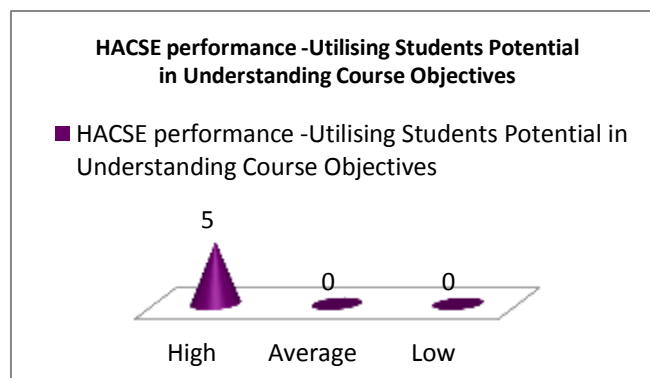 HACSE performance -Utilising Students Potential
in Understanding Course Objectives
HACSE performance -Utilising Students Potential in
Understanding Course Objectives
5
0
0
High
Average
Low